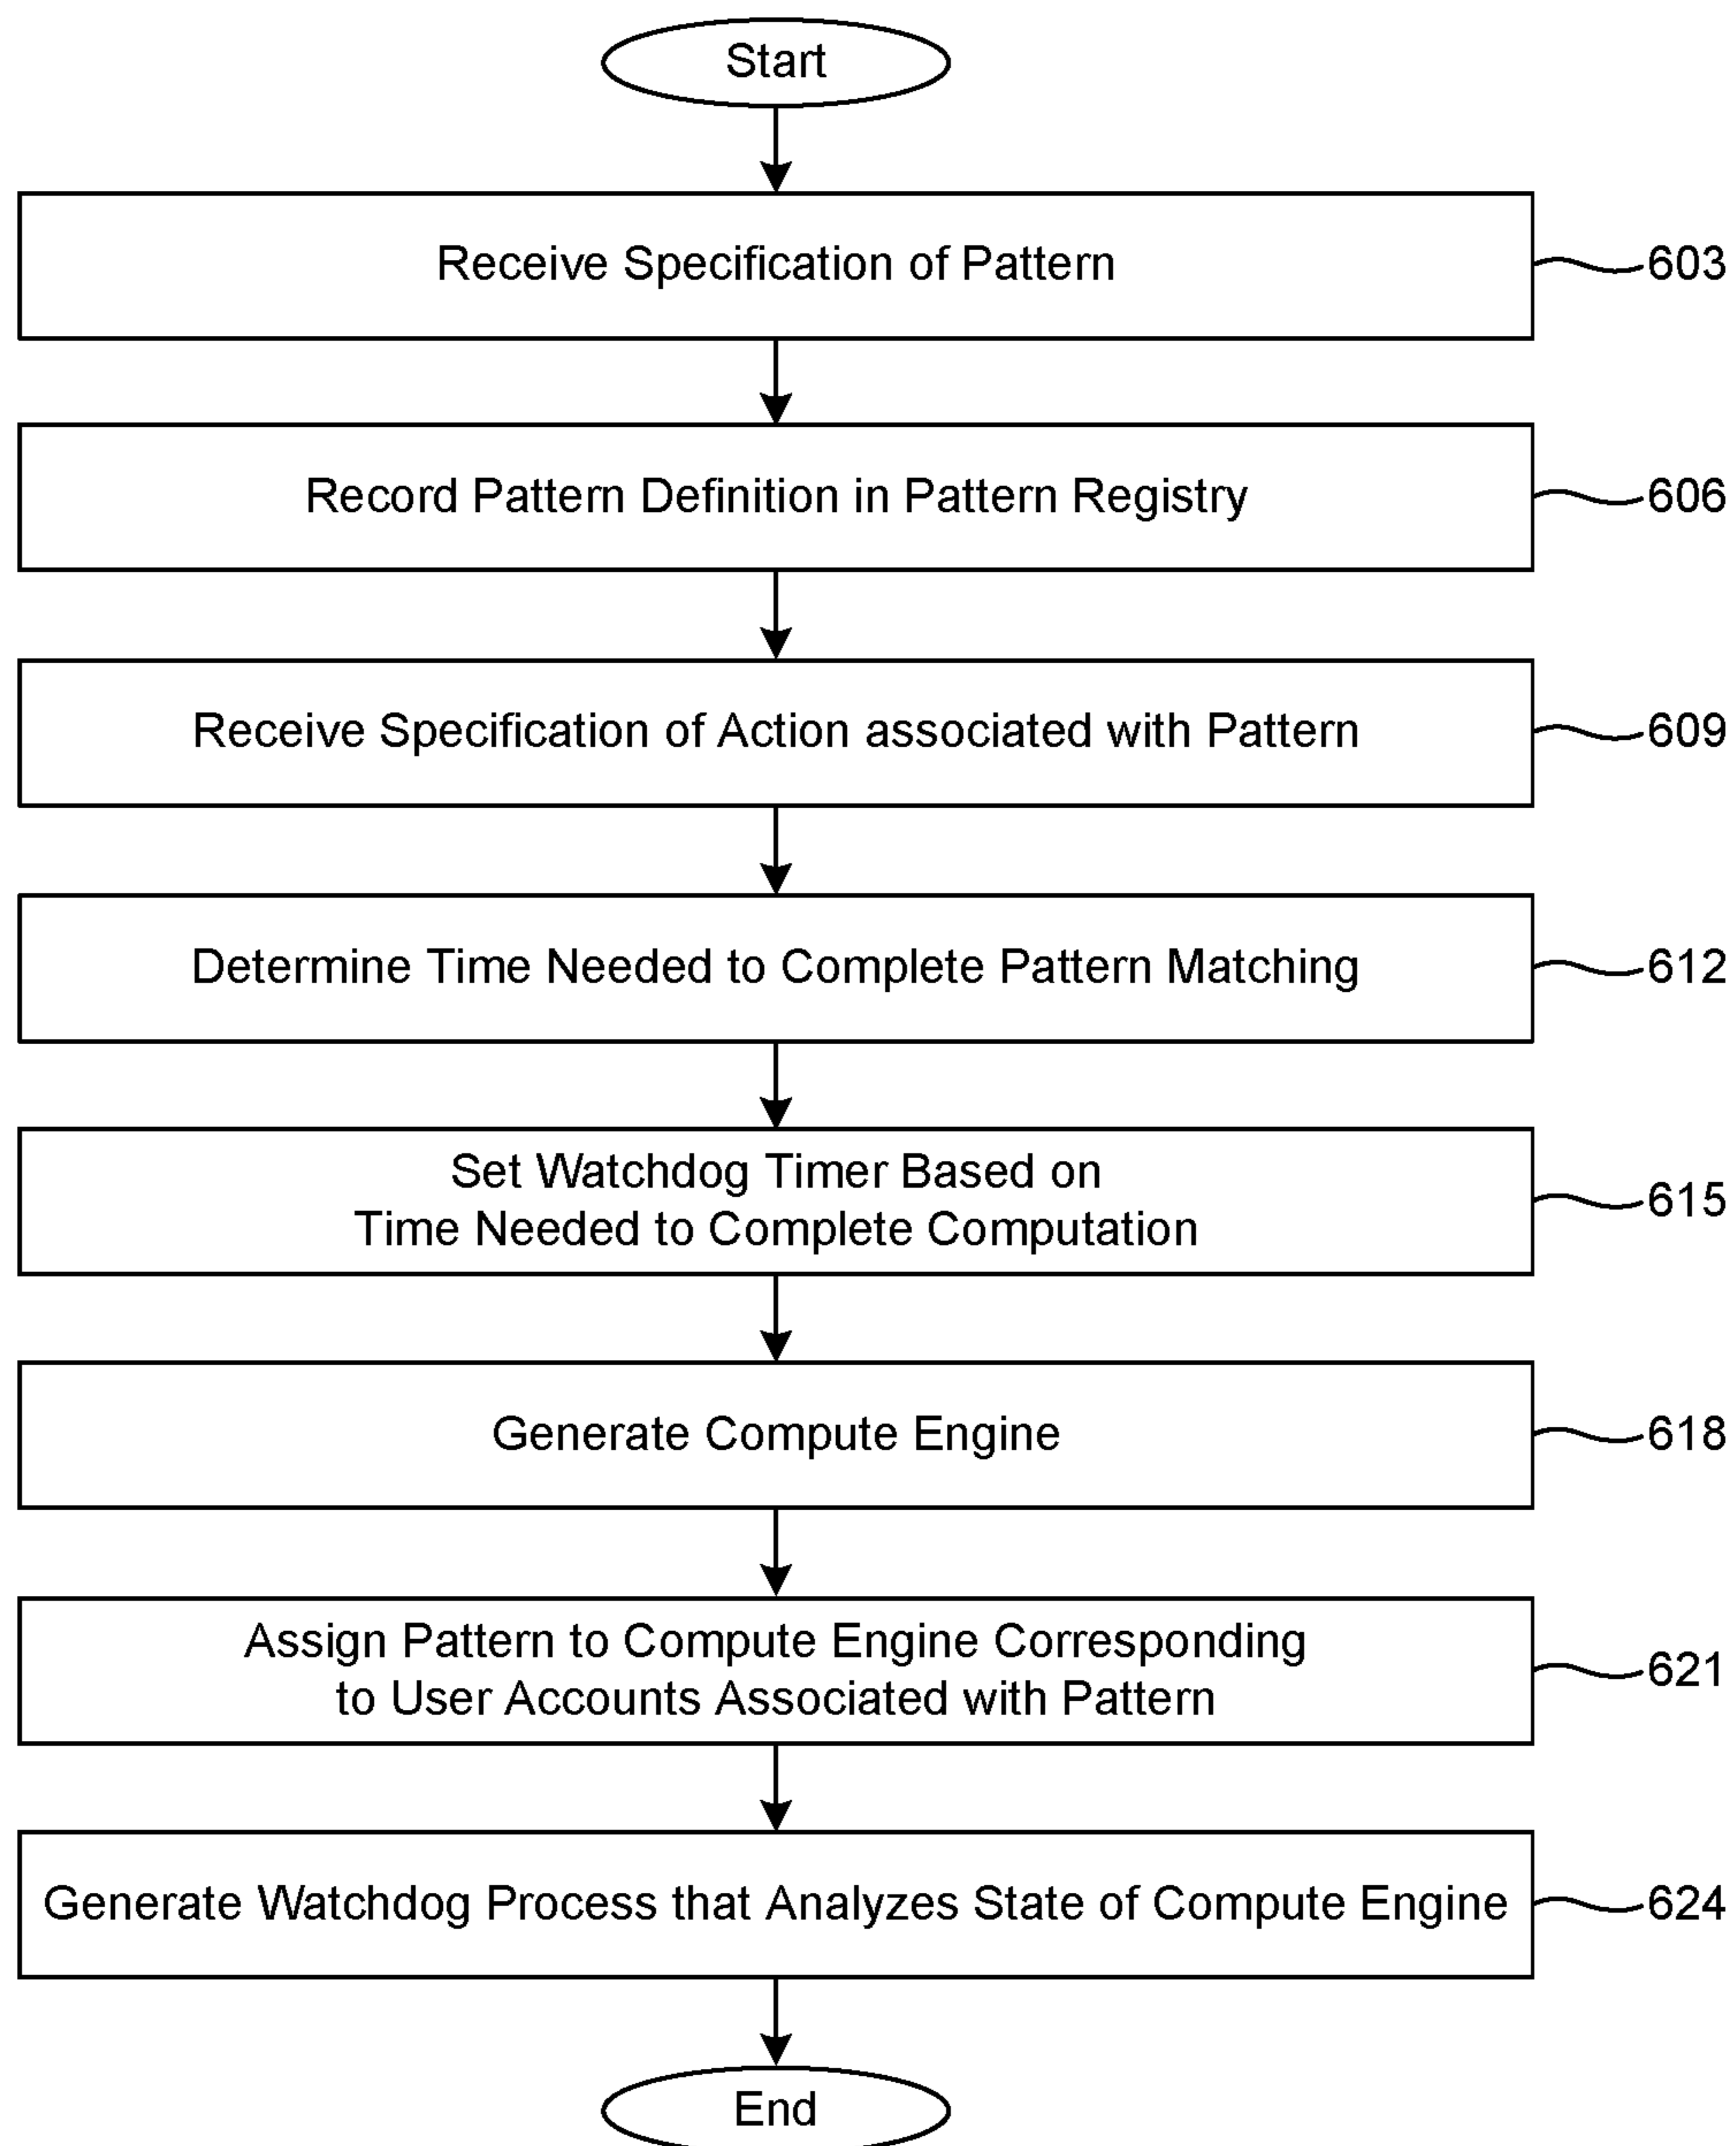 Start
Receive Specification of Pattern
603
Record Pattern Definition in Pattern Registry
606
Receive Specification of Action associated with Pattern
609
Determine Time Needed to Complete Pattern Matching
612
Set Watchdog Timer Based on
Time Needed to Complete Computation
615
Generate Compute Engine
618
Assign Pattern to Compute Engine Corresponding
to User Accounts Associated with Pattern
621
Generate Watchdog Process that Analyzes State of Compute Engine
624
End